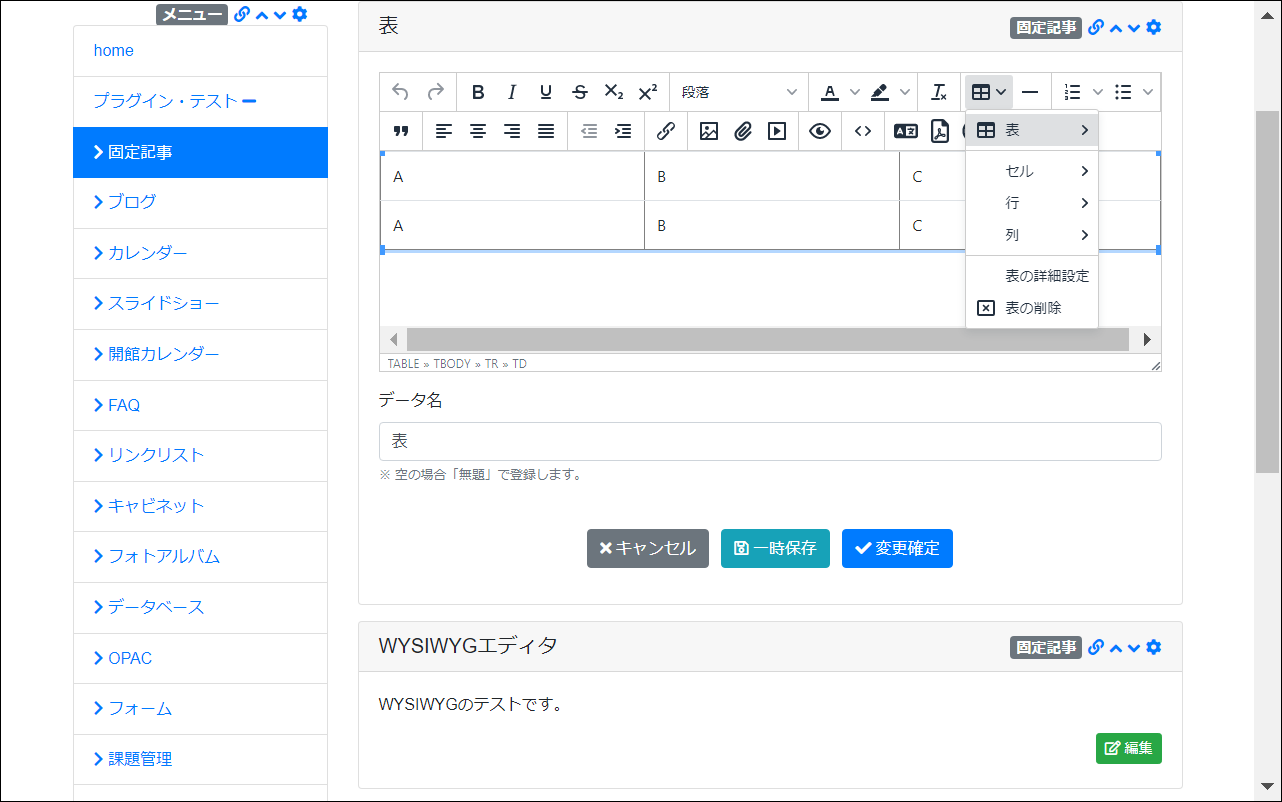 メニュー
home
プラグイン・テスト
固定記事
ブログ
カレンダー
スライドショー
開館カレンダー
FAQ
リンクリスト
キャビネット
フォトアルバム
データベース
OPAC
フォーム
課題管理
表
固定記事
段落
表
セル
行
列
表の詳細設定
表の削除
A B C
A B C
TABLE » TBODY » TR » TD
データ名
表
※ 空の場合「無題」で登録します。
キャンセル 一時保存 変更確定
WYSIWYGエディタ
固定記事
WYSIWYGのテストです。
編集